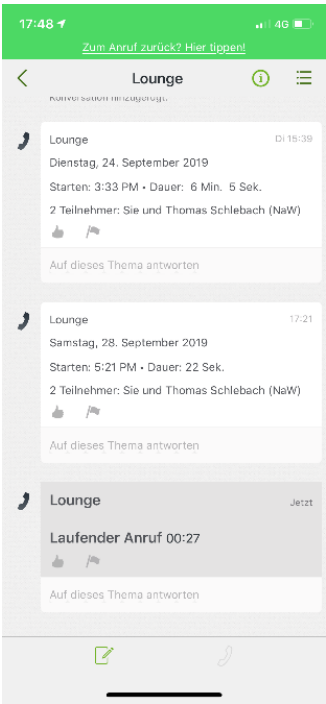 17:48
4G
Zum Anruf zurück? Hier tippen!
Lounge
Konversation hinzugefügt.
Lounge
Di 15:39
Dienstag, 24. September 2019
Starten: 3:33 PM • Dauer: 6 Min. 5 Sek.
2 Teilnehmer: Sie und Thomas Schlebach (NaW)
Auf dieses Thema antworten
Lounge
17:21
Samstag, 28. September 2019
Starten: 5:21 PM • Dauer: 22 Sek.
2 Teilnehmer: Sie und Thomas Schlebach (NaW)
Auf dieses Thema antworten
Lounge
Jetzt
Laufender Anruf 00:27
Auf dieses Thema antworten